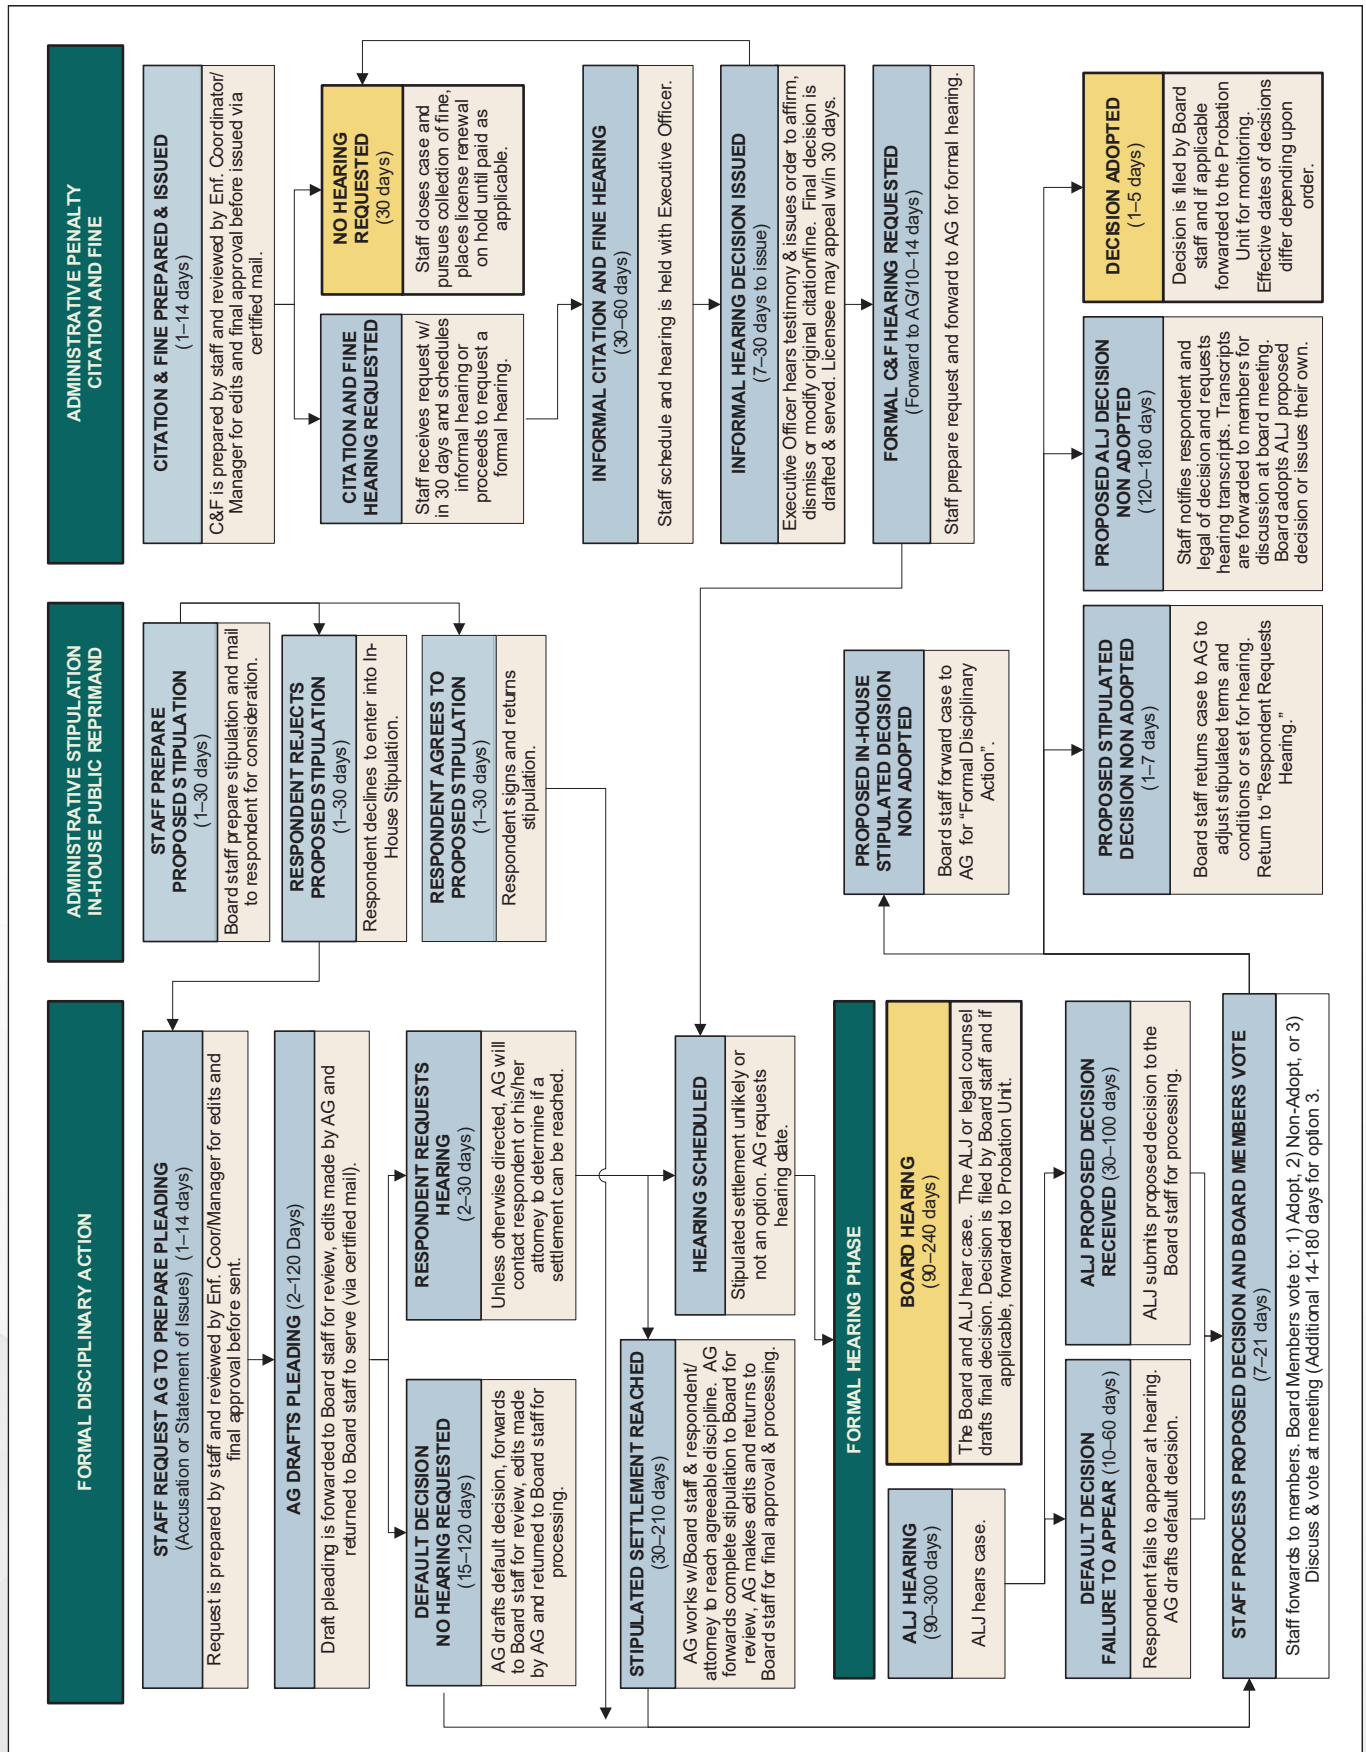 FORMAL DISCIPLINARY ACTION
STAFF REQUEST AG TO PREPARE PLEADING
(Accusation or Statement of Issues) (1–14 days)
Request is prepared by staff and reviewed by Enf. Coor/Manager for edits and
final approval before sent.
AG DRAFTS PLEADING (2–120 Days)
Draft pleading is forwarded to Board staff for review, edits made by AG and
returned to Board staff to serve (via certified mail).
DEFAULT DECISION
NO HEARING REQUESTED
(15–120 days)
AG drafts default decision, forwards
to Board staff for review, edits made
by AG and returned to Board staff for
processing.
RESPONDENT REQUESTS
HEARING
(2–30 days)
Unless otherwise directed, AG will
contact respondent or his/her
attorney to determine if a
settlement can be reached.
STIPULATED SETTLEMENT REACHED
(30–210 days)
AG works w/Board staff & respondent/
attorney to reach agreeable discipline. AG
forwards complete stipulation to Board for
review, AG makes edits and returns to
Board staff for final approval & processing.
HEARING SCHEDULED
Stipulated settlement unlikely or
not an option. AG requests
hearing date.
FORMAL HEARING PHASE
ALJ HEARING
(90–300 days)
ALJ hears case.
BOARD HEARING
(90–240 days)
The Board and ALJ hear case. The ALJ or legal counsel
drafts final decision. Decision is filed by Board staff and if
applicable, forwarded to Probation Unit.
DEFAULT DECISION
FAILURE TO APPEAR (10–60 days)
Respondent fails to appear at hearing.
AG drafts default decision.
ALJ PROPOSED DECISION
RECEIVED (30–100 days)
ALJ submits proposed decision to the
Board staff for processing.
STAFF PROCESS PROPOSED DECISION AND BOARD MEMBERS VOTE
(7–21 days)
Staff forwards to members. Board Members vote to: 1) Adopt, 2) Non-Adopt, or 3)
Discuss & vote at meeting (Additional 14-180 days for option 3.
ADMINISTRATIVE STIPULATION
IN-HOUSE PUBLIC REPRIMAND
STAFF PREPARE
PROPOSED STIPULATION
(1–30 days)
Board staff prepare stipulation and mail
to respondent for consideration.
RESPONDENT REJECTS
PROPOSED STIPULATION
(1–30 days)
Respondent declines to enter into In-
House Stipulation.
RESPONDENT AGREES TO
PROPOSED STIPULATION
(1–30 days)
Respondent signs and returns
stipulation.
PROPOSED IN-HOUSE
STIPULATED DECISION
NON ADOPTED
Board staff forward case to
AG for “Formal Disciplinary
Action”.
PROPOSED STIPULATED
DECISION NON ADOPTED
(1–7 days)
Board staff returns case to AG to
adjust stipulated terms and
conditions or set for hearing.
Return to “Respondent Requests
Hearing.”
ADMINISTRATIVE PENALTY
CITATION AND FINE
CITATION & FINE PREPARED & ISSUED
(1–14 days)
C&F is prepared by staff and reviewed by Enf. Coordinator/
Manager for edits and final approval before issued via
certified mail.
CITATION AND FINE
HEARING REQUESTED
Staff receives request w/
in 30 days and schedules
informal hearing or
proceeds to request a
formal hearing.
NO HEARING
REQUESTED
(30 days)
Staff closes case and
pursues collection of fine,
places license renewal
on hold until paid as
applicable.
INFORMAL CITATION AND FINE HEARING
(30–60 days)
Staff schedule and hearing is held with Executive Officer.
INFORMAL HEARING DECISION ISSUED
(7–30 days to issue)
Executive Officer hears testimony & issues order to affirm,
dismiss or modify original citation/fine. Final decision is
drafted & served. Licensee may appeal w/in 30 days.
FORMAL C&F HEARING REQUESTED
(Forward to AG/10–14 days)
Staff prepare request and forward to AG for formal hearing.
PROPOSED ALJ DECISION
NON ADOPTED
(120–180 days)
Staff notifies respondent and
legal of decision and requests
hearing transcripts. Transcripts
are forwarded to members for
discussion at board meeting.
Board adopts ALJ proposed
decision or issues their own.
DECISION ADOPTED
(1–5 days)
Decision is filed by Board
staff and if applicable
forwarded to the Probation
Unit for monitoring.
Effective dates of decisions
differ depending upon
order.